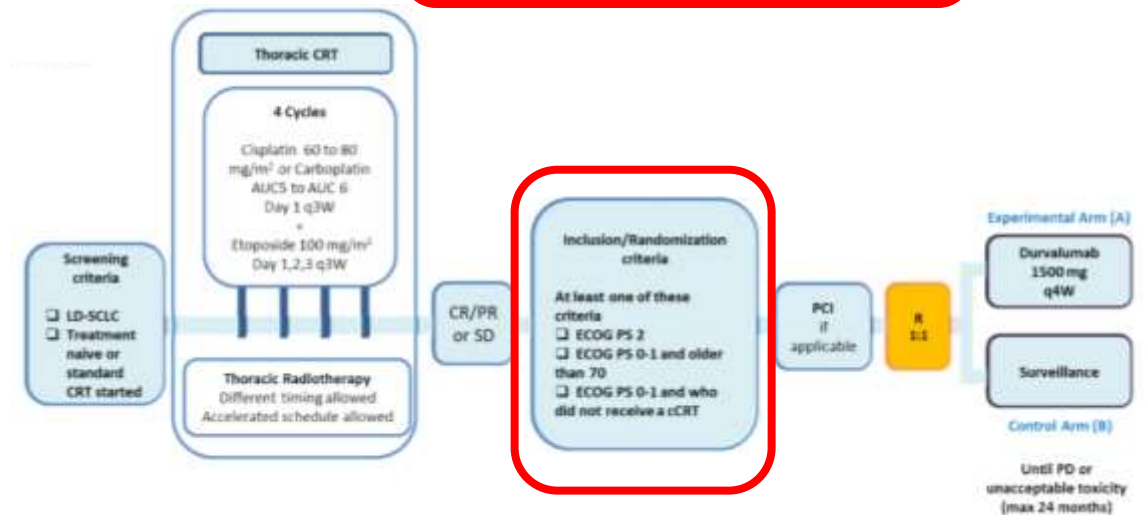 Thoracic CRT
4 Cycles
Cisplatin 60 to 80
mg/m² or Carboplatin
AUC5 to AUC 6
Day 1 q3W
+
Etoposide 100 mg/m²
Day 1,2,3 q3W
Screening
criteria
❑ LD-SCLC
❑ Treatment
naive or
standard
CRT started
Thoracic Radiotherapy
Different timing allowed
Accelerated schedule allowed
CR/PR
or SD
Inclusion/Randomization
criteria
At least one of these
criteria
❑ ECOG PS 2
❑ ECOG PS 0-1 and older
than 70
❑ ECOG PS 0-1 and who
did not receive a cCRT
PCI
if
applicable
R
1:1
Experimental Arm (A)
Durvalumab
1500 mg
q4W
Surveillance
Control Arm (B)
Until PD or
unacceptable toxicity
(max 24 months)